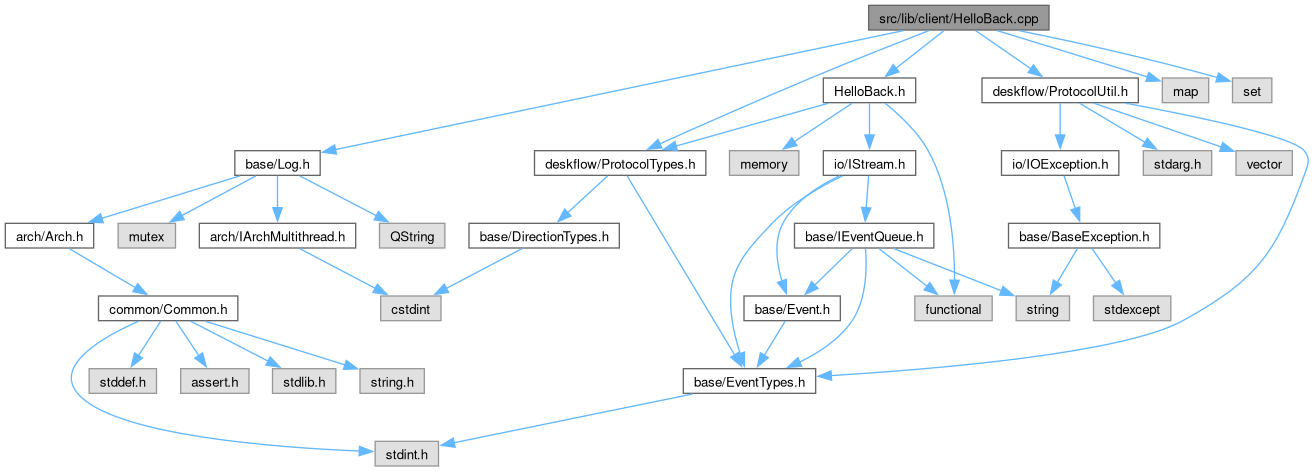 src/lib/client/HelloBack.cpp
HelloBack.h
deskflow/ProtocolUtil.h
map
set
base/Log.h
deskflow/ProtocolTypes.h
memory
io/IStream.h
io/IOException.h
stdarg.h
vector
arch/Arch.h
mutex
arch/IArchMultithread.h
QString
base/DirectionTypes.h
base/IEventQueue.h
base/BaseException.h
common/Common.h
cstdint
base/Event.h
functional
string
stdexcept
stddef.h
assert.h
stdlib.h
string.h
base/EventTypes.h
stdint.h